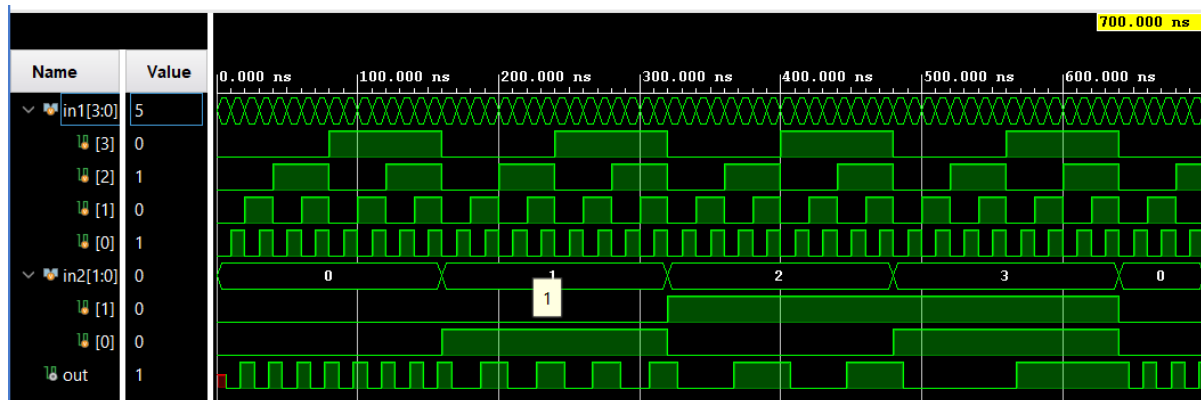 700.000 ns
Name Value
0.000 ns 100.000 ns 200.000 ns 300.000 ns 400.000 ns 500.000 ns 600.000 ns
in1[3:0] 5
[3] 0
[2] 1
[1] 0
[0] 1
in2[1:0] 0 0 1 2 3 0
1
[1] 0
[0] 0
out 1